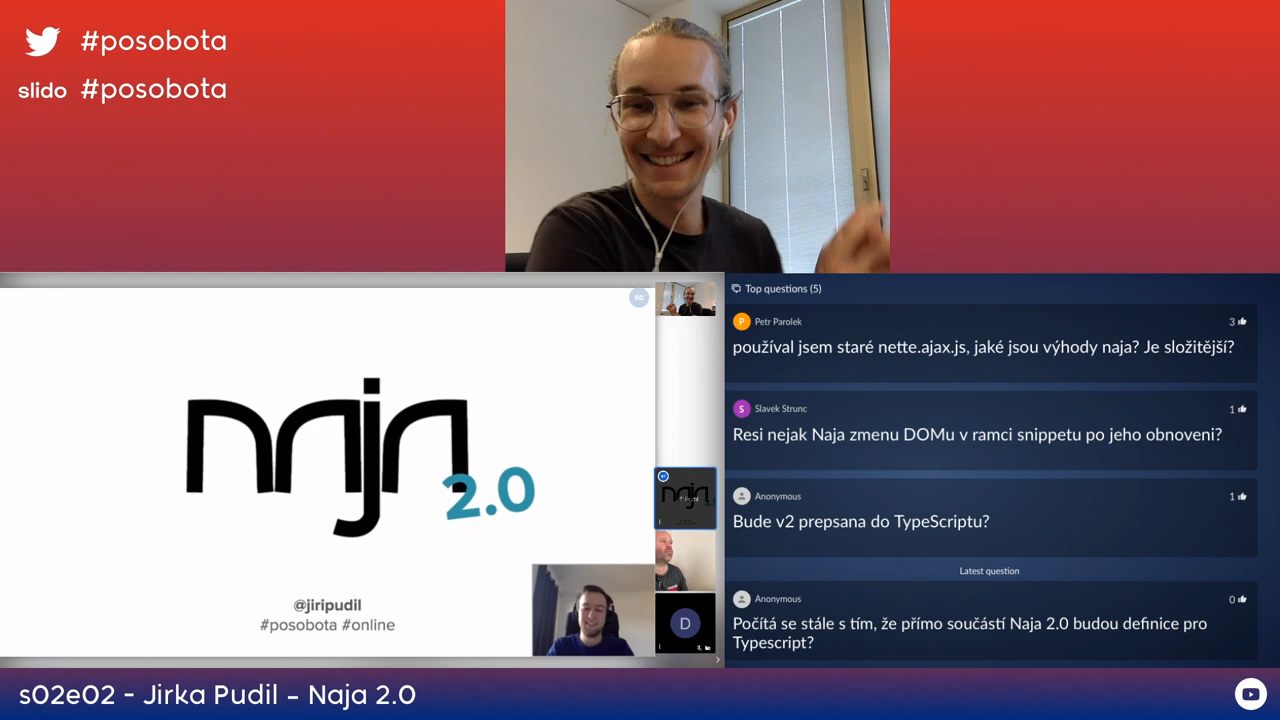 #posobota
slido #posobota
SD
naja
2.0
@jiripudil
#posobota #online
D
Top questions (5)
P Petr Parolek 3
používal jsem staré nette.ajax.js, jaké jsou výhody naja? Je složitější?
S Slavek Strunc 1
Resi nejak Naja zmenu DOMu v ramci snippetu po jeho obnoveni?
Anonymous 1
Bude v2 prepsana do TypeScriptu?
Latest question
Anonymous 0
Počítá se stále s tím, že přímo součástí Naja 2.0 budou definice pro
Typescript?
s02e02 - Jirka Pudil – Naja 2.0